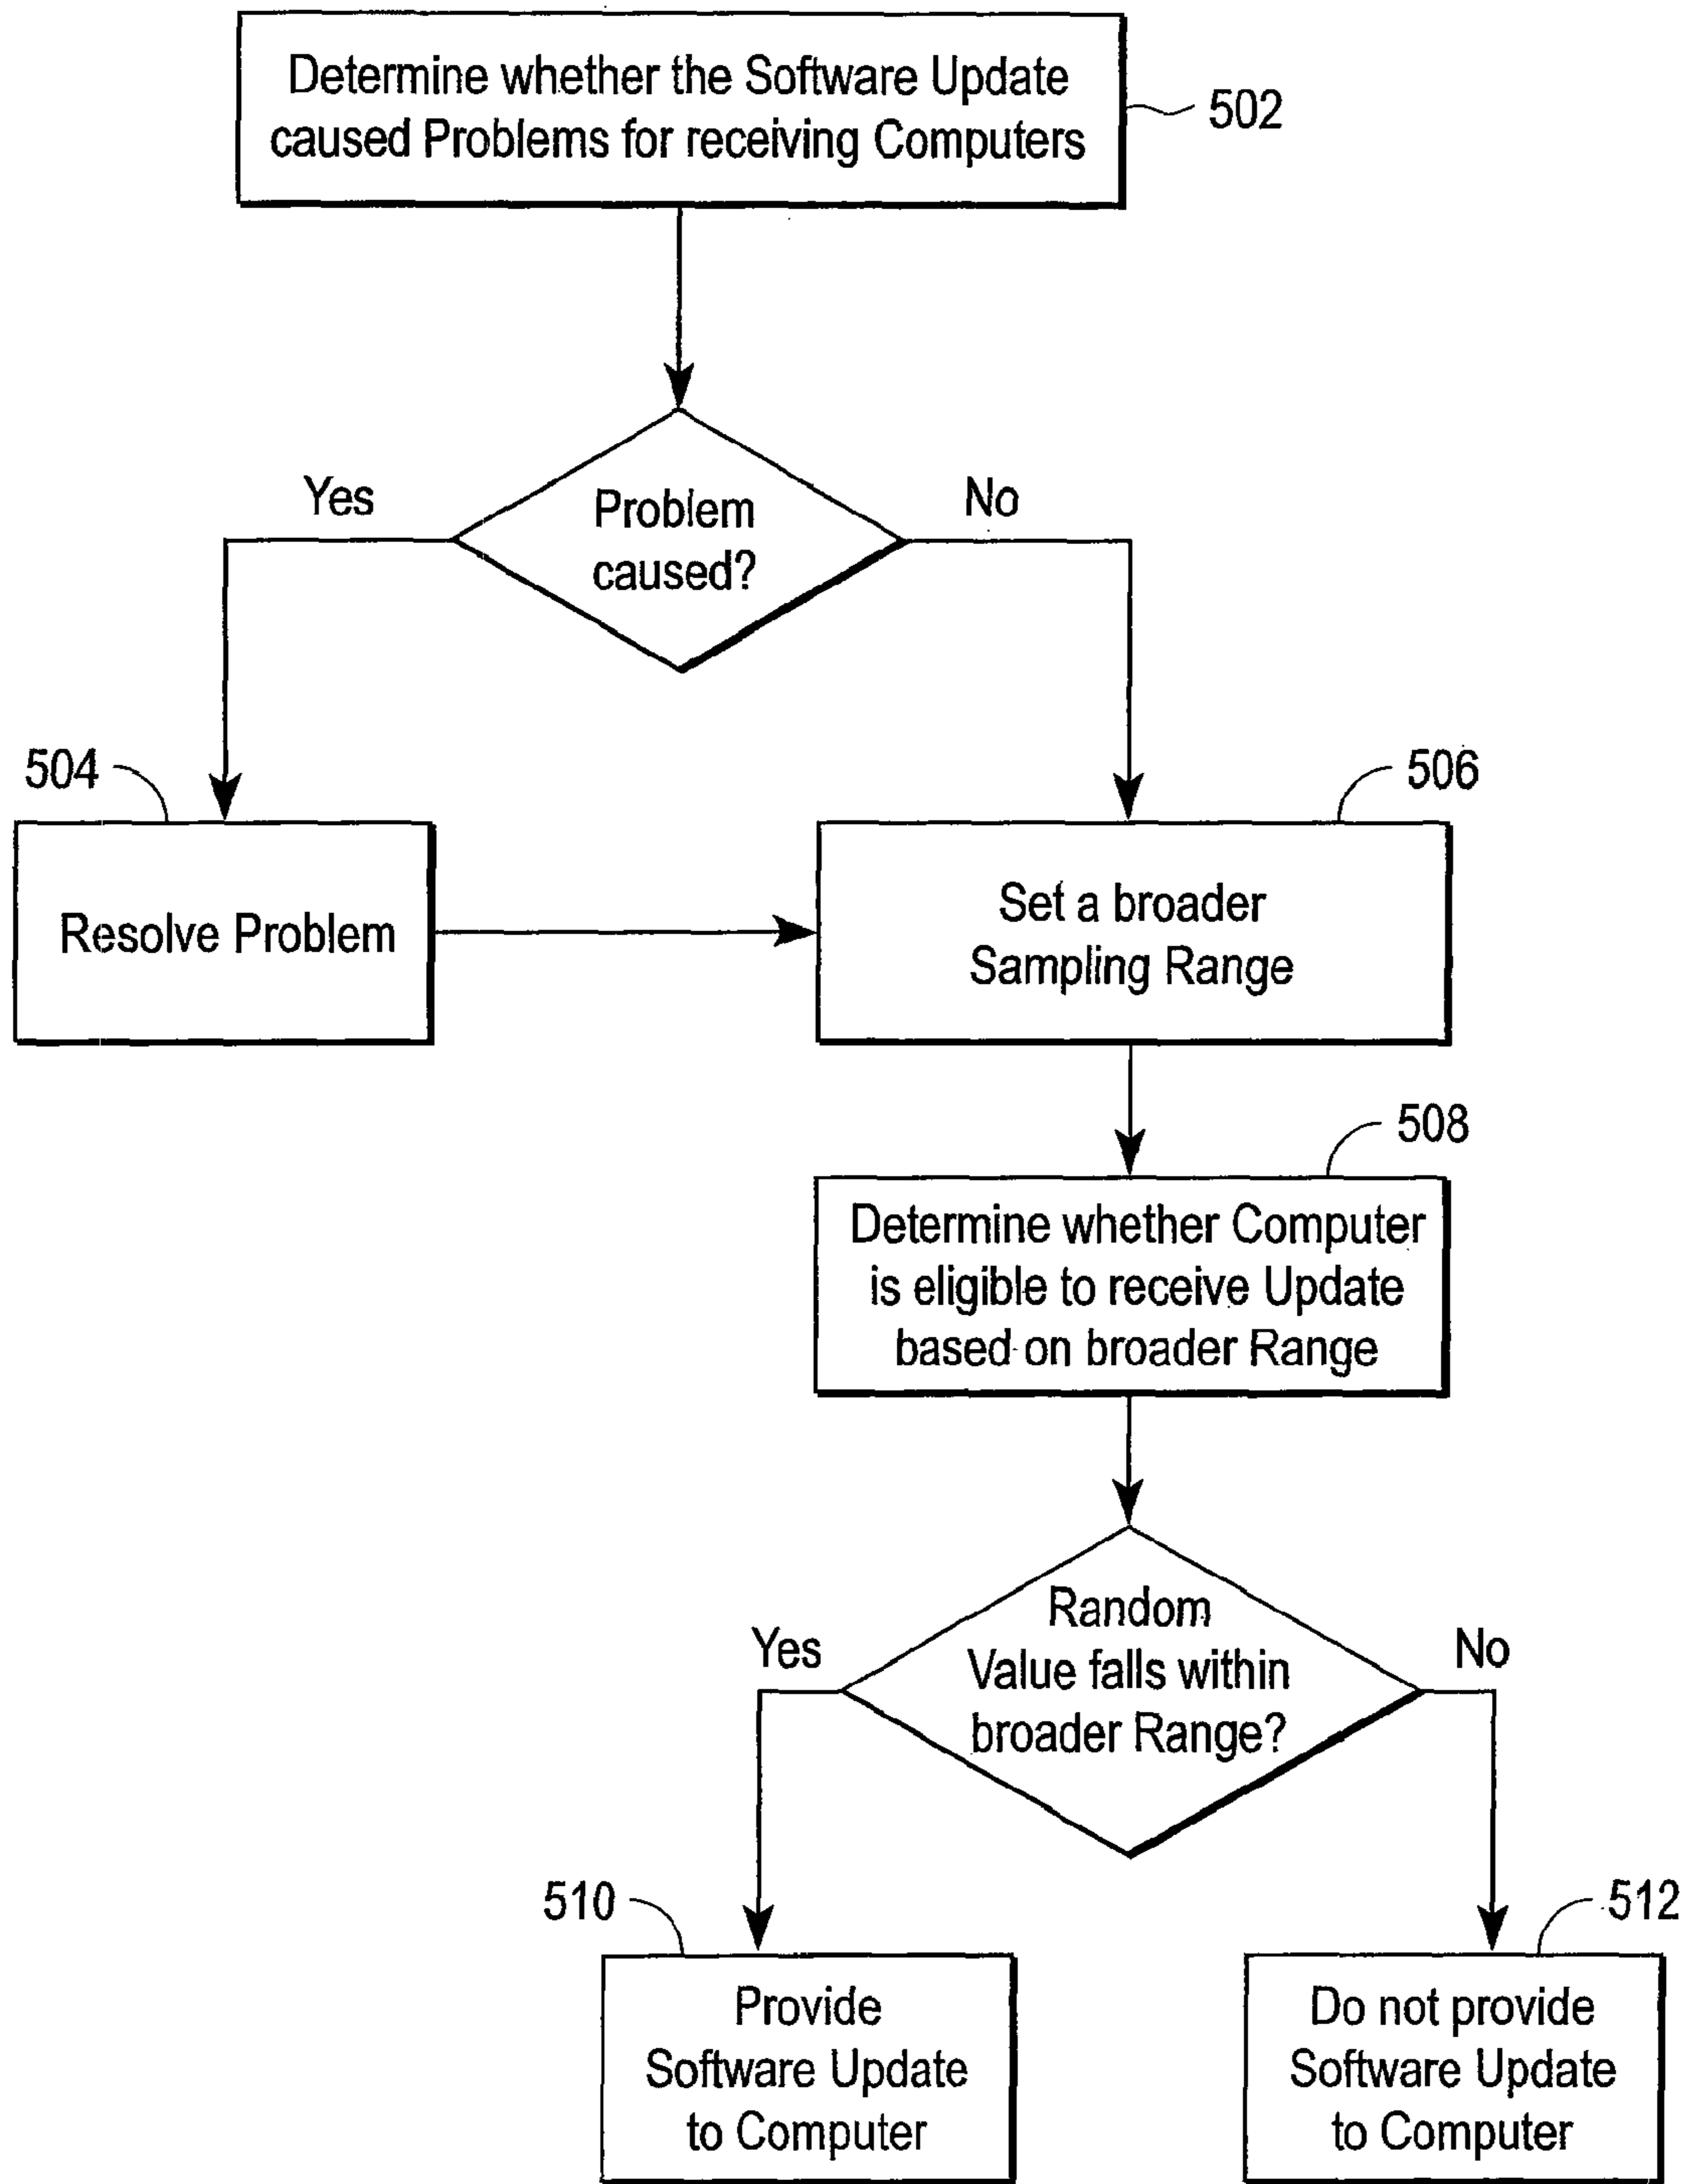 Determine whether the Software Update
caused Problems for receiving Computers
502
Yes
Problem
caused?
No
504
Resolve Problem
506
Set a broader
Sampling Range
508
Determine whether Computer
is eligible to receive Update
based on broader Range
Yes
Random
Value falls within
broader Range?
No
510
Provide
Software Update
to Computer
512
Do not provide
Software Update
to Computer